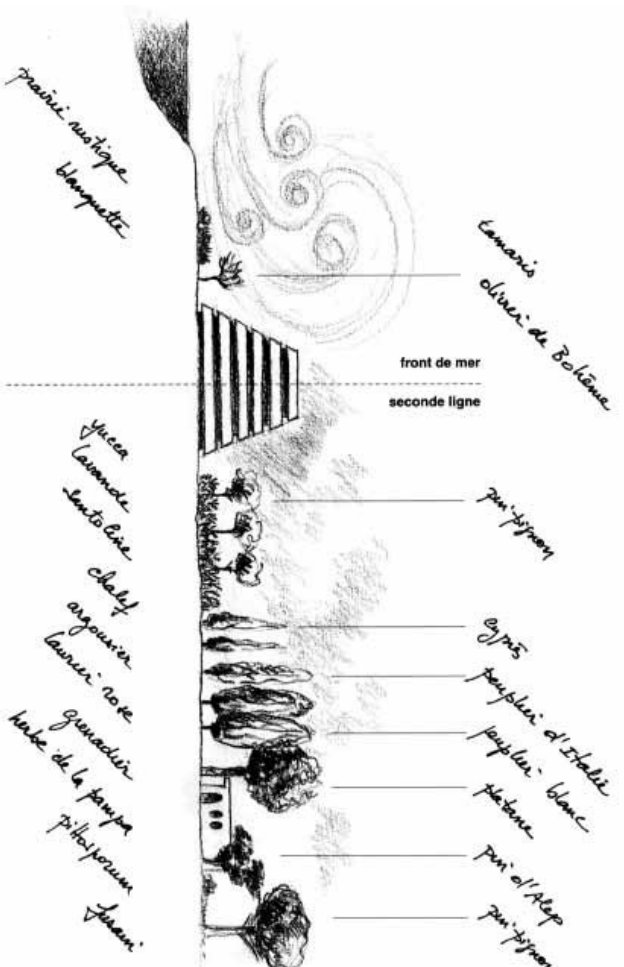 prairie rustique
blanquette
tamaris
olivier de Bohême
front de mer
seconde ligne
yucca
lavande
santoline
chalef
argousier
laurier rose
grenadier
herbe de la pampa
pittosporum
fusain
pin pignon
cyprès
peuplier d'Italie
peuplier blanc
platane
pin d'Alep
pin pignon